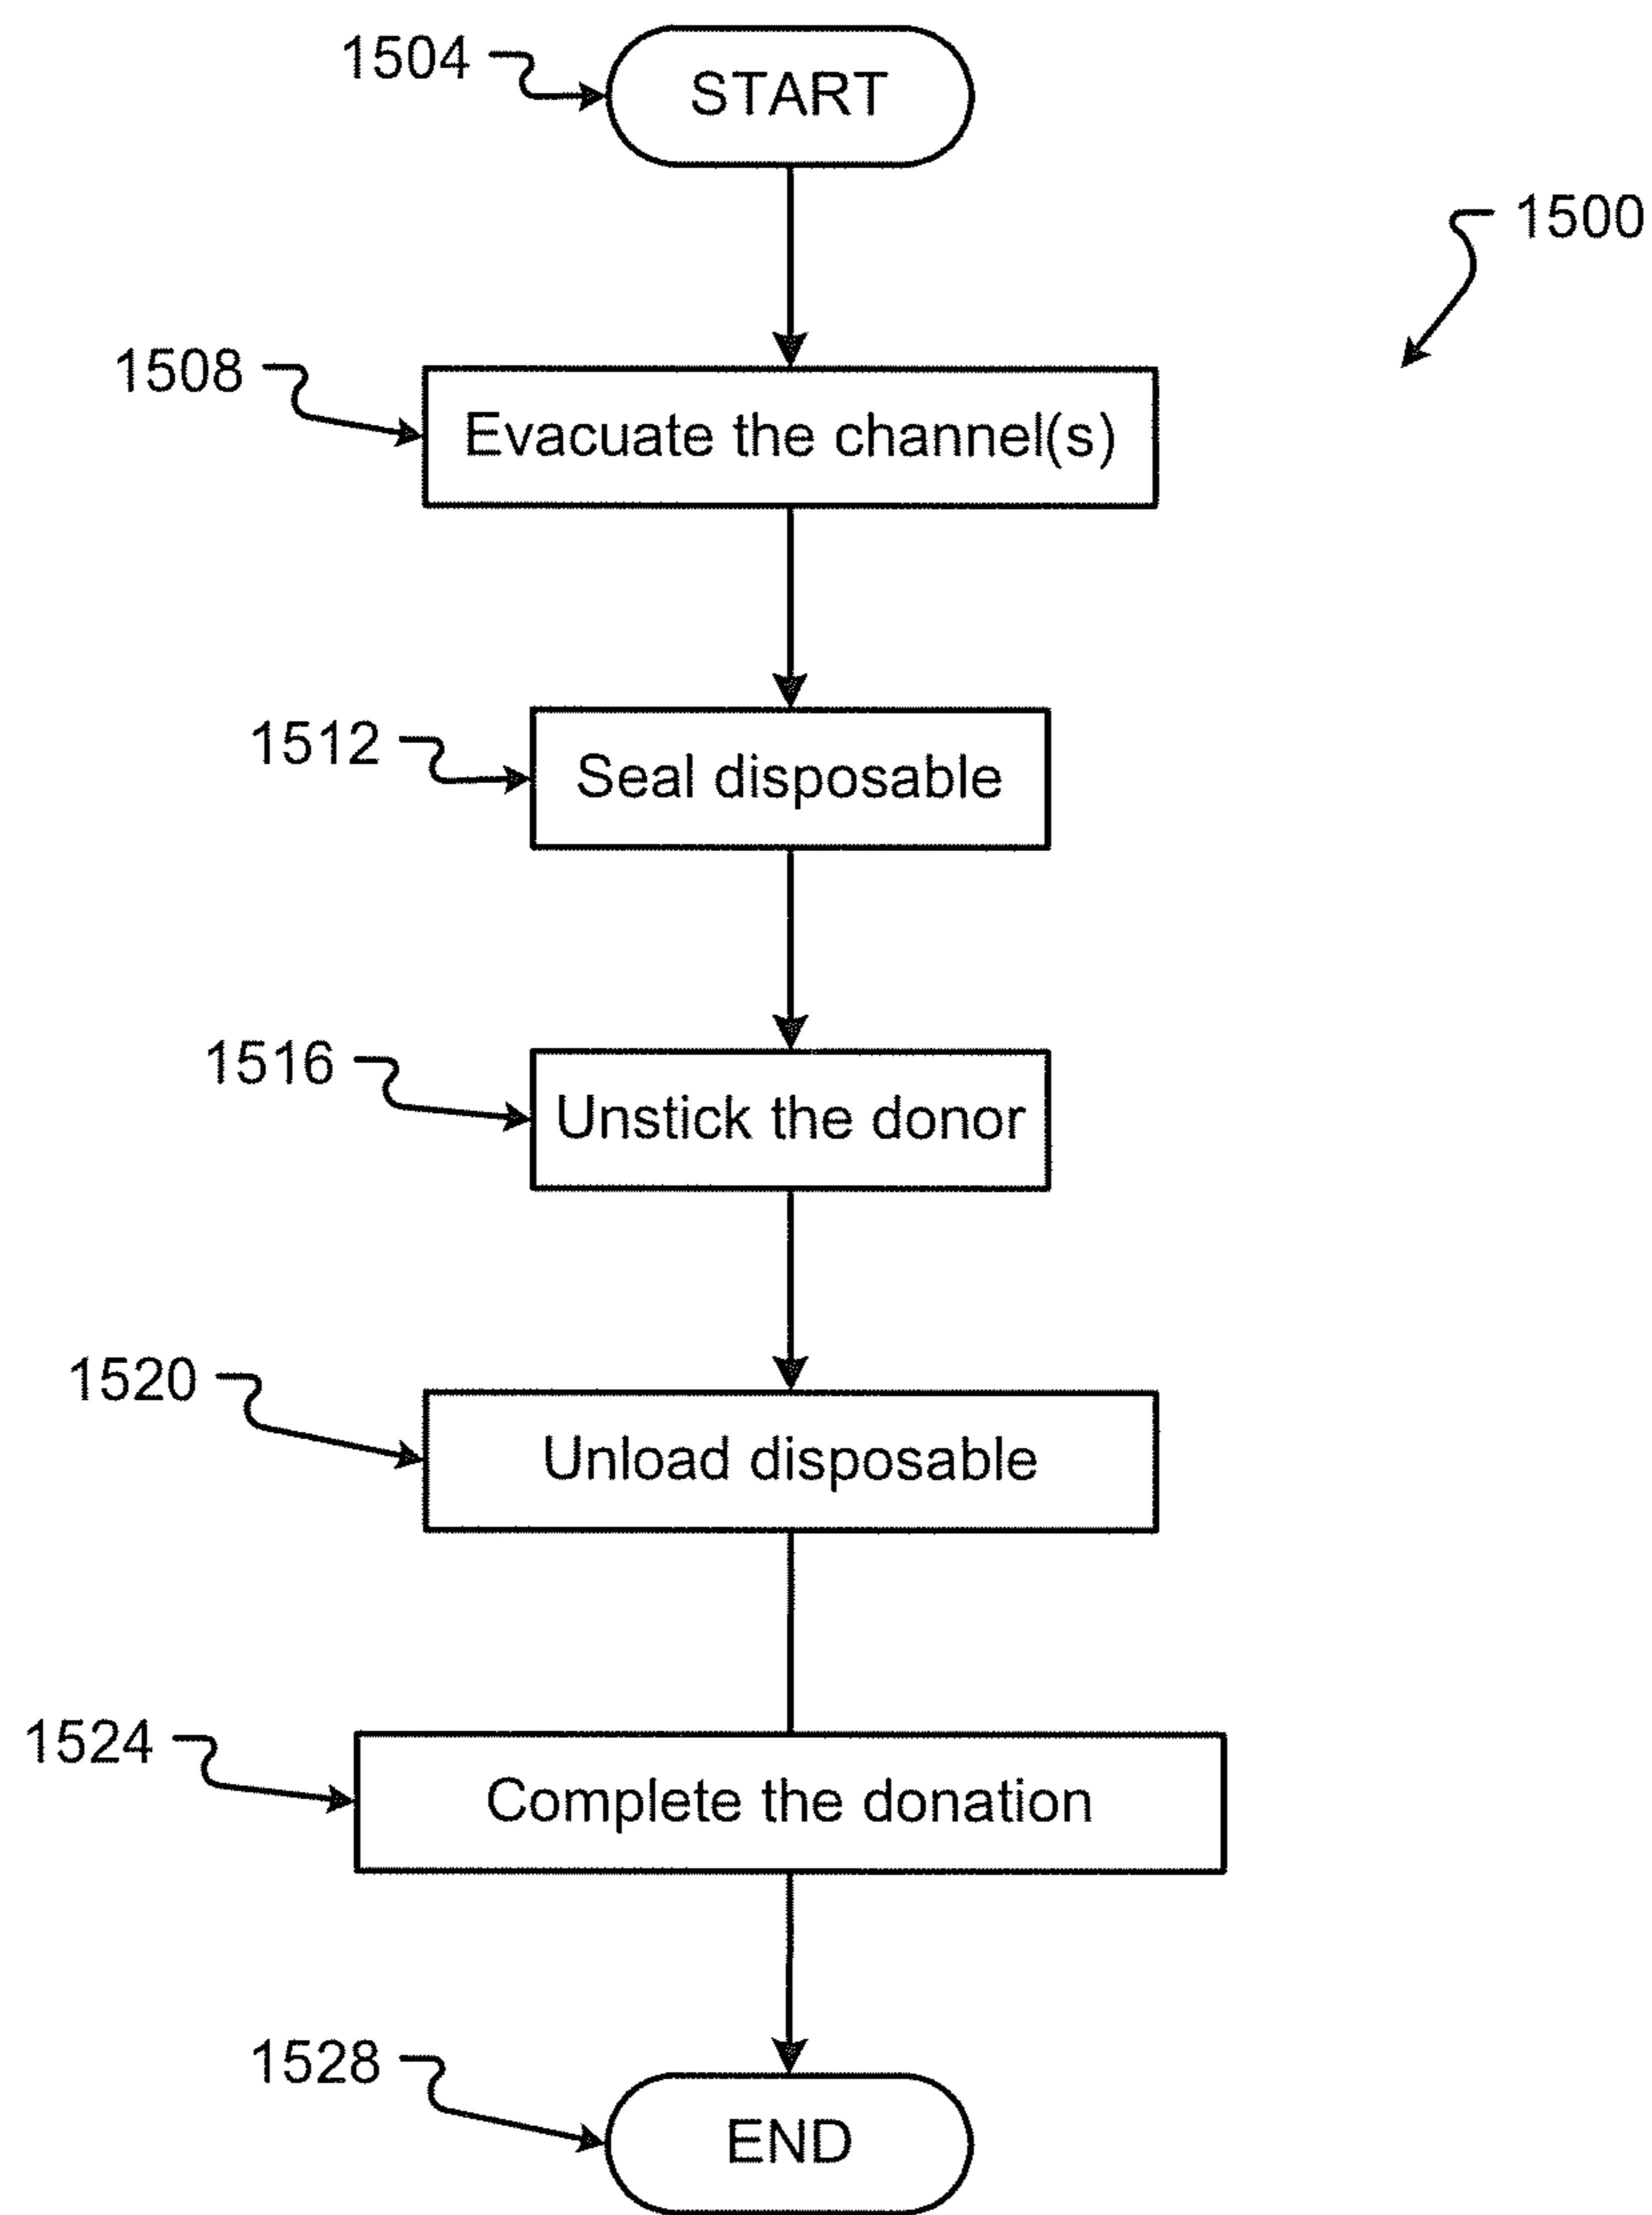 1504
START
1500
1508
Evacuate the channel(s)
1512
Seal disposable
1516
Unstick the donor
1520
Unload disposable
1524
Complete the donation
1528
END